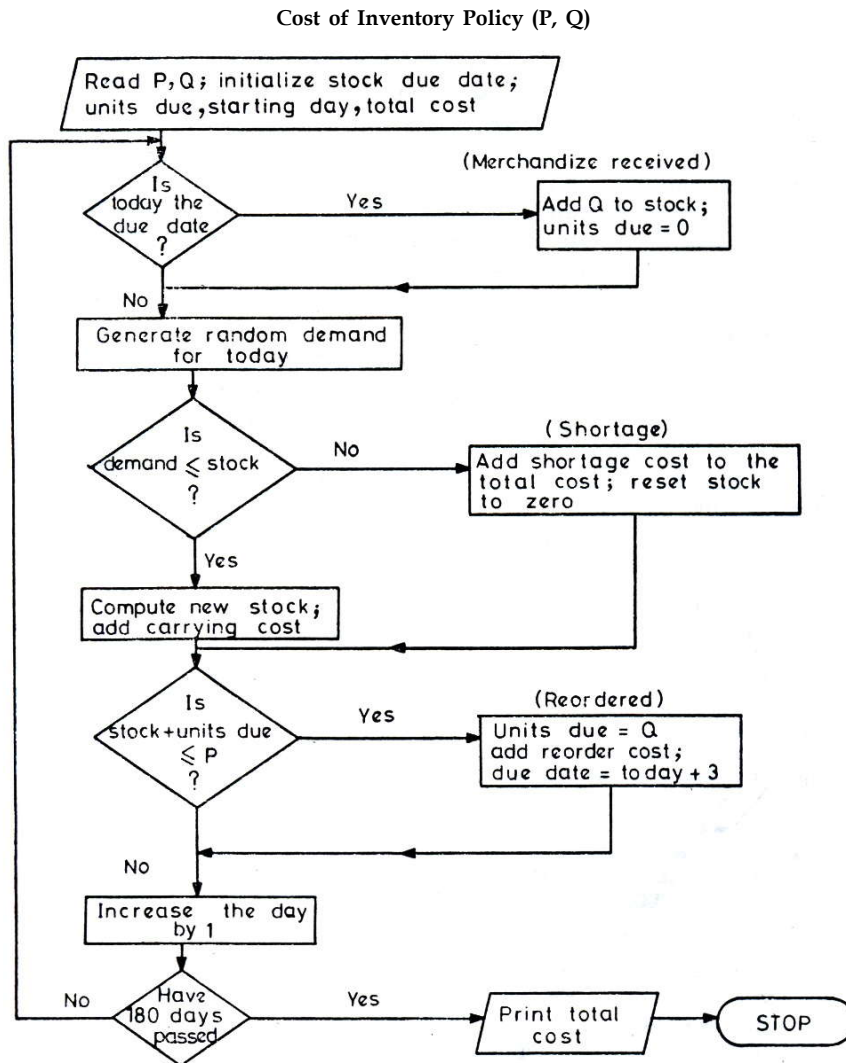 Cost of Inventory Policy (P, Q)
Read P,Q; initialize stock due date;
units due,starting day,total cost
(Merchandize received)
Is
today the
due date
?
Yes
Add Q to stock;
units due = 0
No
Generate random demand
for today
(Shortage)
Is
demand ⩽ stock
?
No
Add shortage cost to the
total cost; reset stock
to zero
Yes
Compute new stock;
add carrying cost
(Reordered)
Is
stock+units due
⩽ P
?
Yes
Units due = Q
add reorder cost;
due date = today + 3
No
Increase the day
by 1
No
Have
180 days
passed
Yes
Print total
cost
STOP